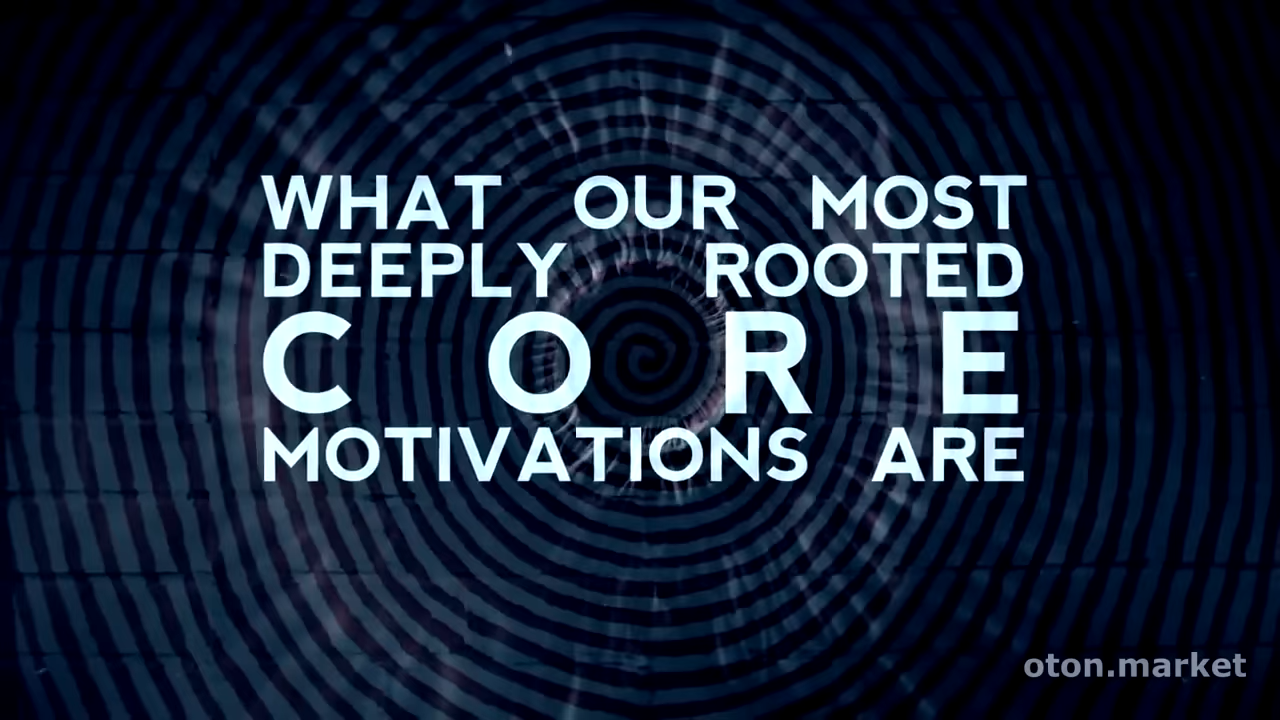 WHAT OUR MOST
DEEPLY ROOTED
CORE
MOTIVATIONS ARE
oton.market